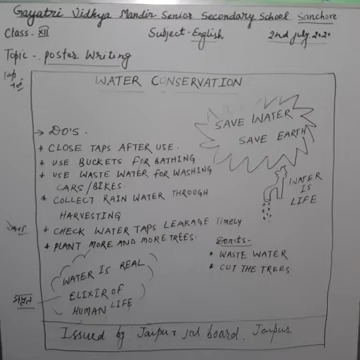 Gayatri Vidhya Mandir Senior Secondary School Sanchore
Class - XII Subject - English 2nd july 2020
Topic - poster writing
WATER CONSERVATION
SAVE WATER
SAVE EARTH
→ DO'S -
* CLOSE TAPS AFTER USE.
* USE BUCKETS FOR BATHING
* USE WASTE WATER FOR WASHING
CARS/BIKES
* COLLECT RAIN WATER THROUGH
HARVESTING
* CHECK WATER TAPS LEAKAGE TIMELY
* PLANT MORE AND MORE TREES.
WATER
IS
LIFE
Don'ts -
* WASTE WATER
* CUT THE TREES.
WATER IS REAL
ELIXIR OF
HUMAN LIFE
Issued by Jaipur jal board, Jaipur